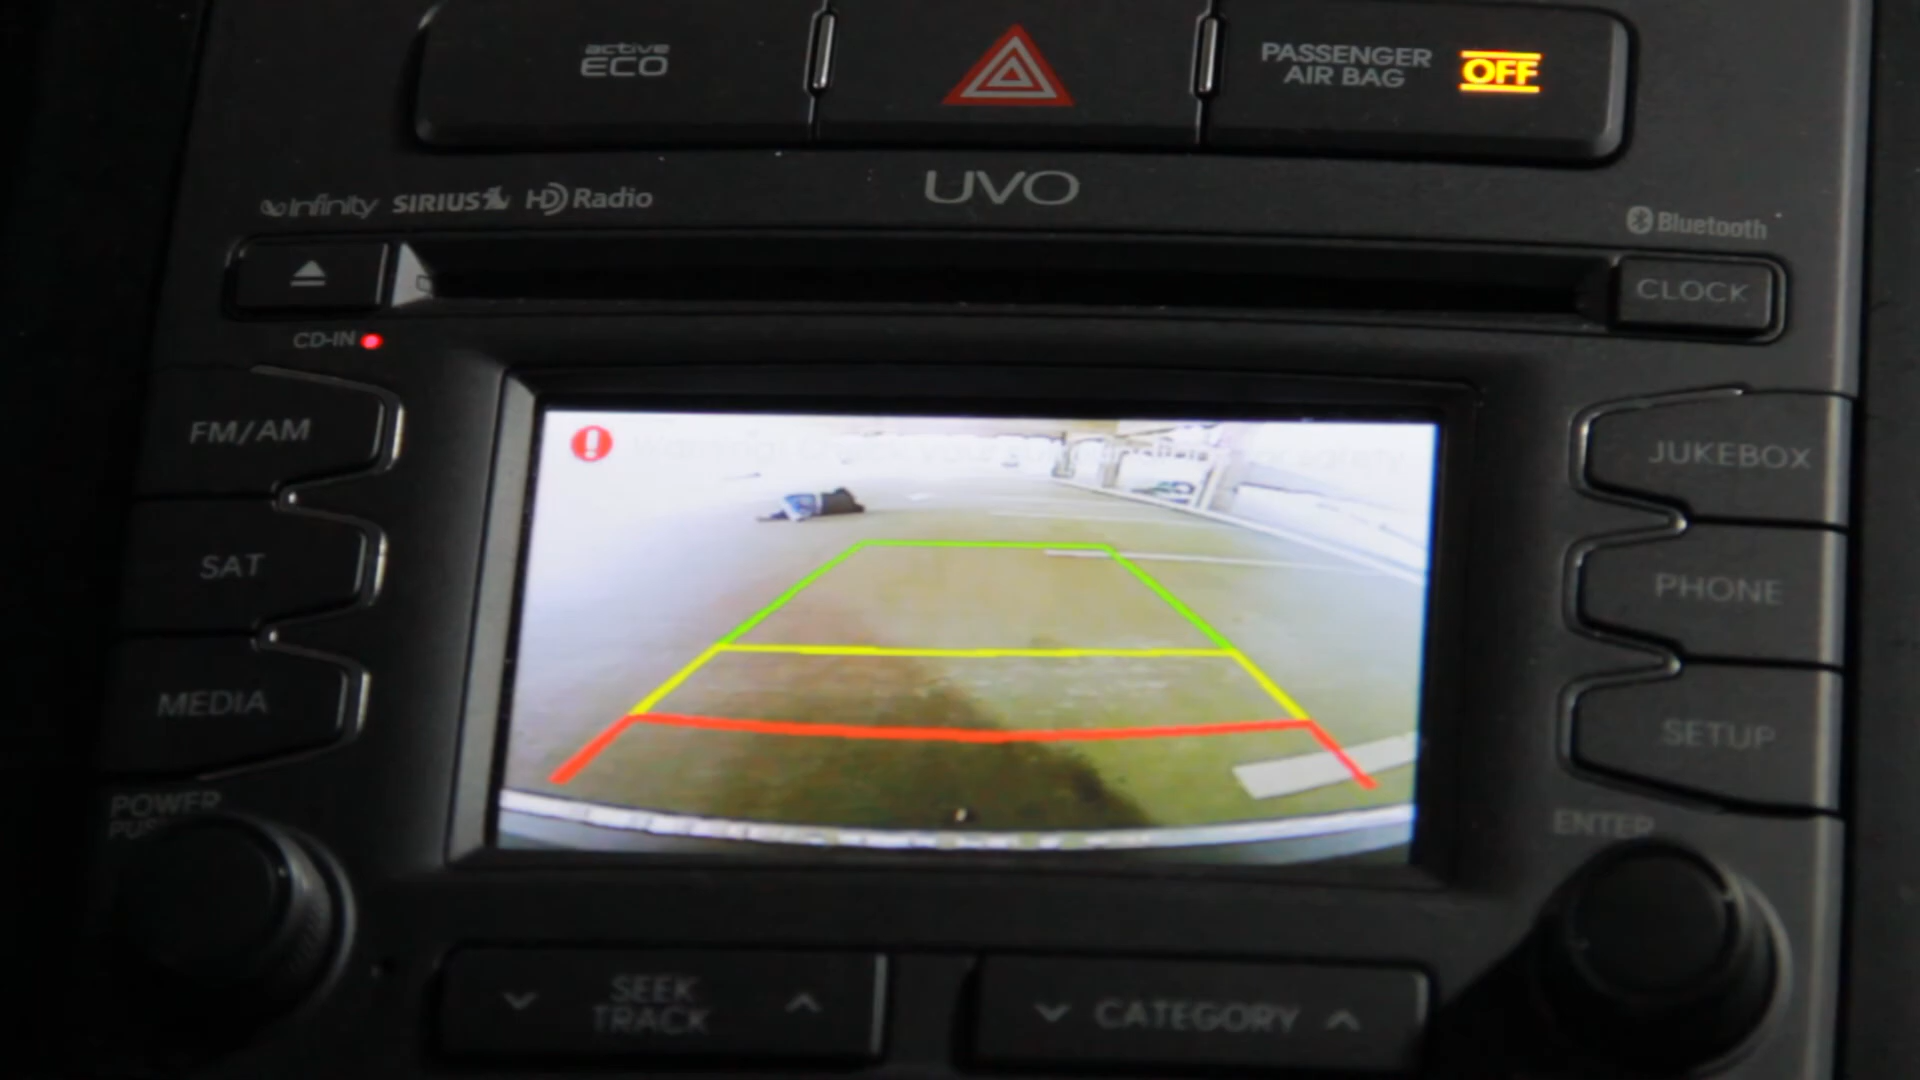 active
ECO
PASSENGER
AIR BAG
OFF
UVO
Infinity SIRIUS HD Radio
Bluetooth
CLOCK
CD-IN
FM/AM
JUKEBOX
SAT
PHONE
MEDIA
SETUP
POWER
ENTER
SEEK
TRACK
CATEGORY